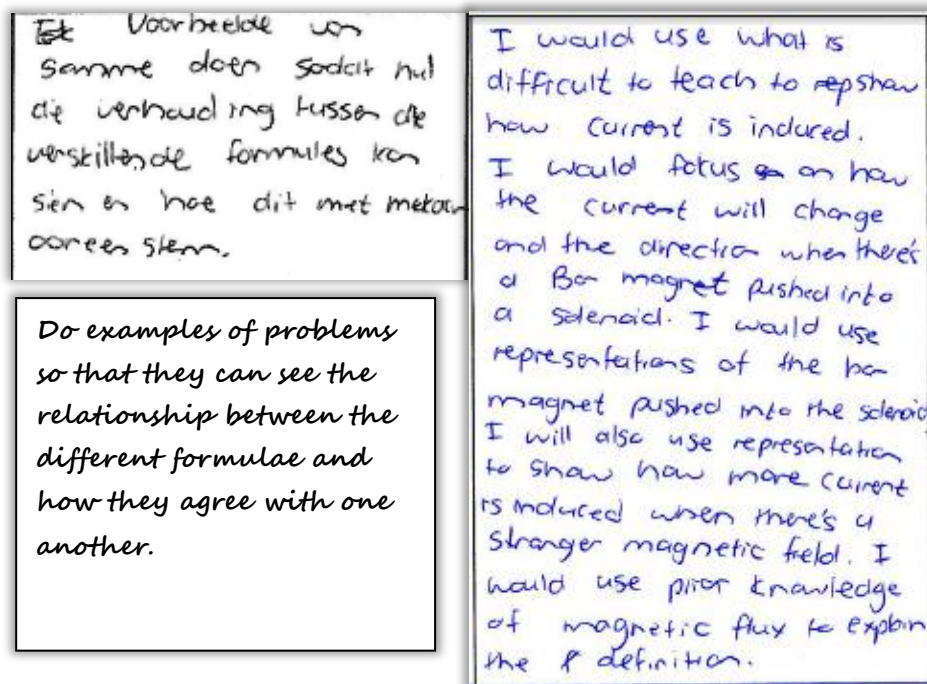 Voorbeelde van
somme doen sodat hul
die verhouding tussen die
verskillende formules kan
sien en hoe dit met mekaar
ooreen stem.
Do examples of problems
so that they can see the
relationship between the
different formulae and
how they agree with one
another.
I would use what is
difficult to teach to show
how current is induced.
I would fokus on how
the current will change
and the direction when there's
a Bar magnet pushed into
a solenoid. I would use
representations of the bar
magnet pushed into the solenoid
I will also use representation
to show how more current
is induced when there's a
stronger magnetic field. I
would use prior knowledge
of magnetic flux to explain
the definition.